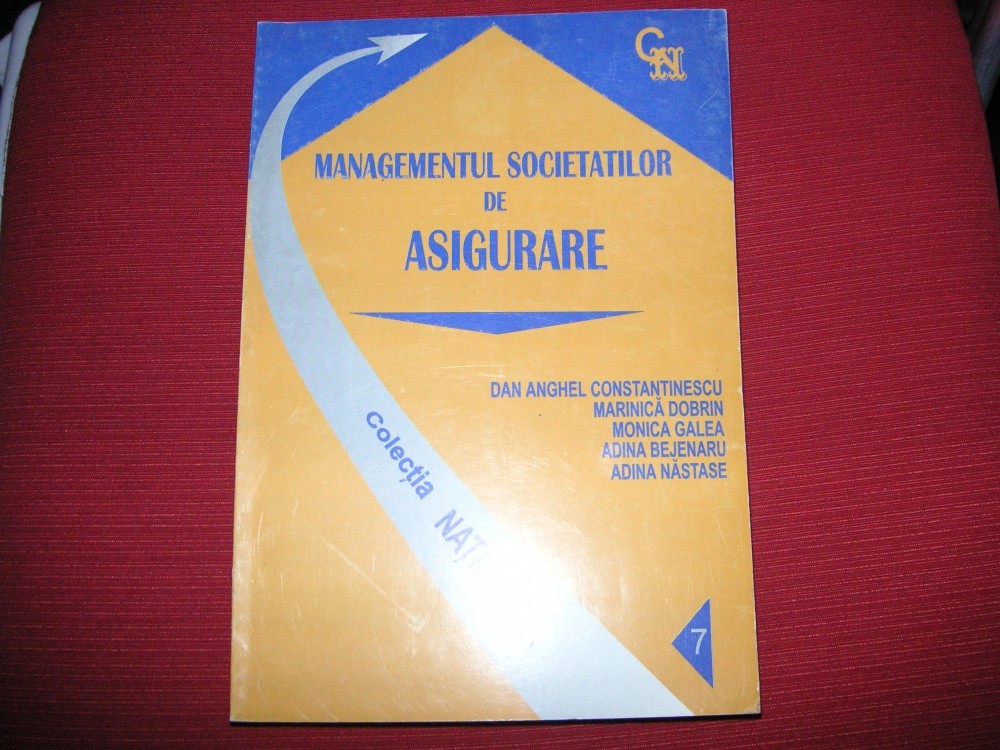 CN
MANAGEMENTUL SOCIETATILOR
DE
ASIGURARE
DAN ANGHEL CONSTANTINESCU
MARINICĂ DOBRIN
MONICA GALEA
ADINA BEJENARU
ADINA NĂSTASE
Colecția
7